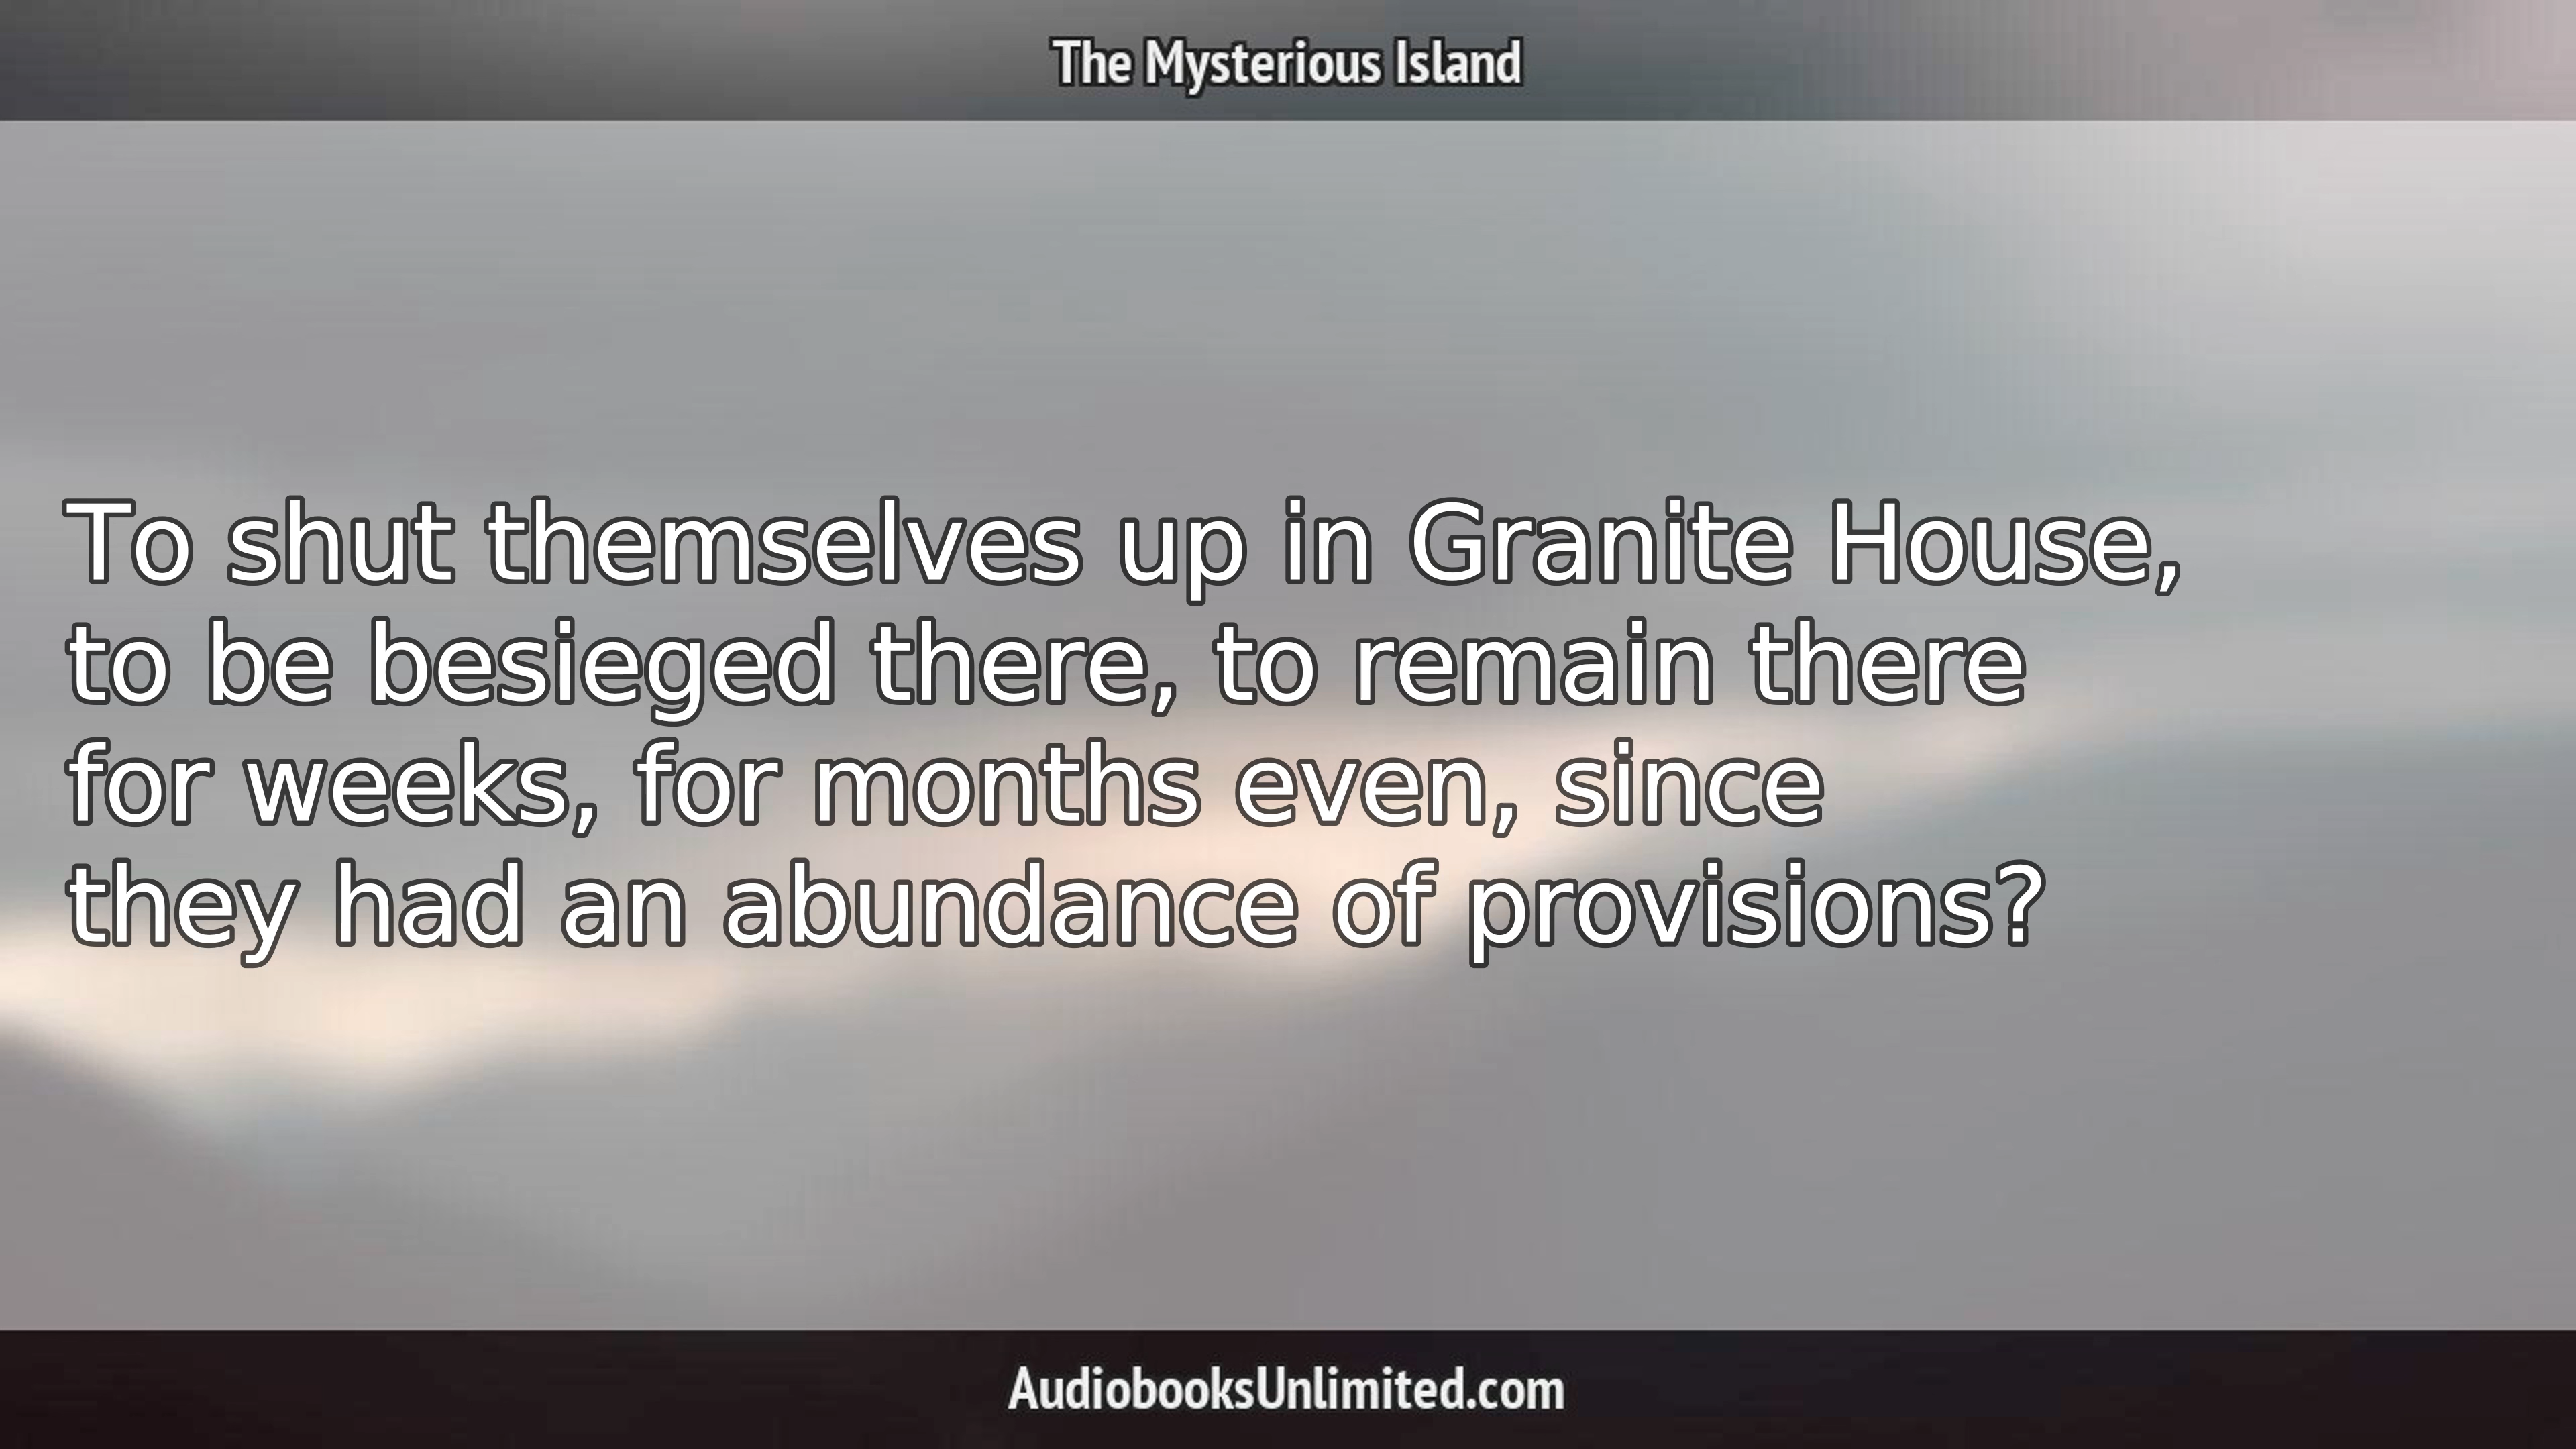 The Mysterious Island
To shut themselves up in Granite House,
to be besieged there, to remain there
for weeks, for months even, since
they had an abundance of provisions?
AudiobooksUnlimited.com